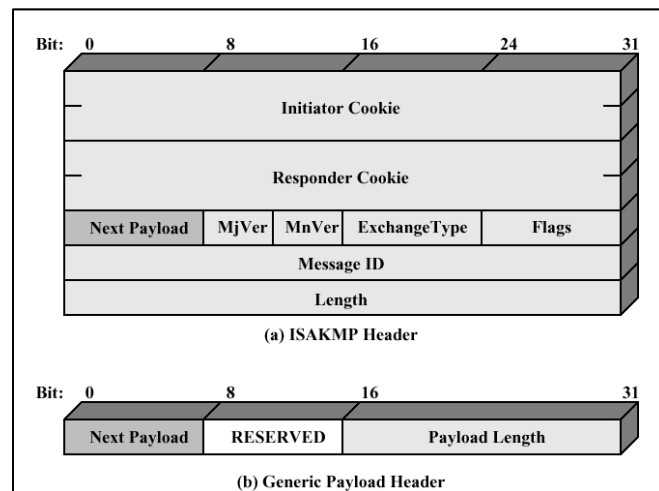 Bit: 0 8 16 24 31
Initiator Cookie
Responder Cookie
Next Payload MjVer MnVer ExchangeType Flags
Message ID
Length
(a) ISAKMP Header
Bit: 0 8 16 31
Next Payload RESERVED Payload Length
(b) Generic Payload Header